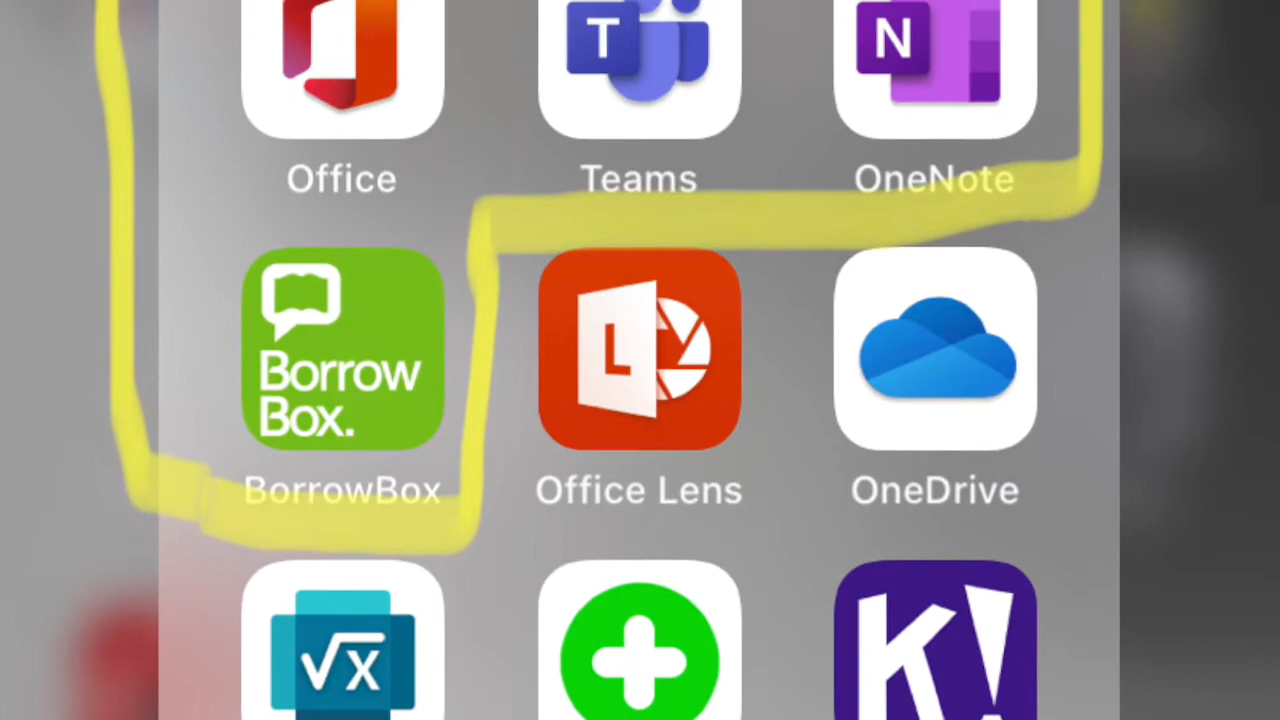 T
N
Office
Teams
OneNote
Borrow
Box.
L
BorrowBox
Office Lens
OneDrive
√x
K!